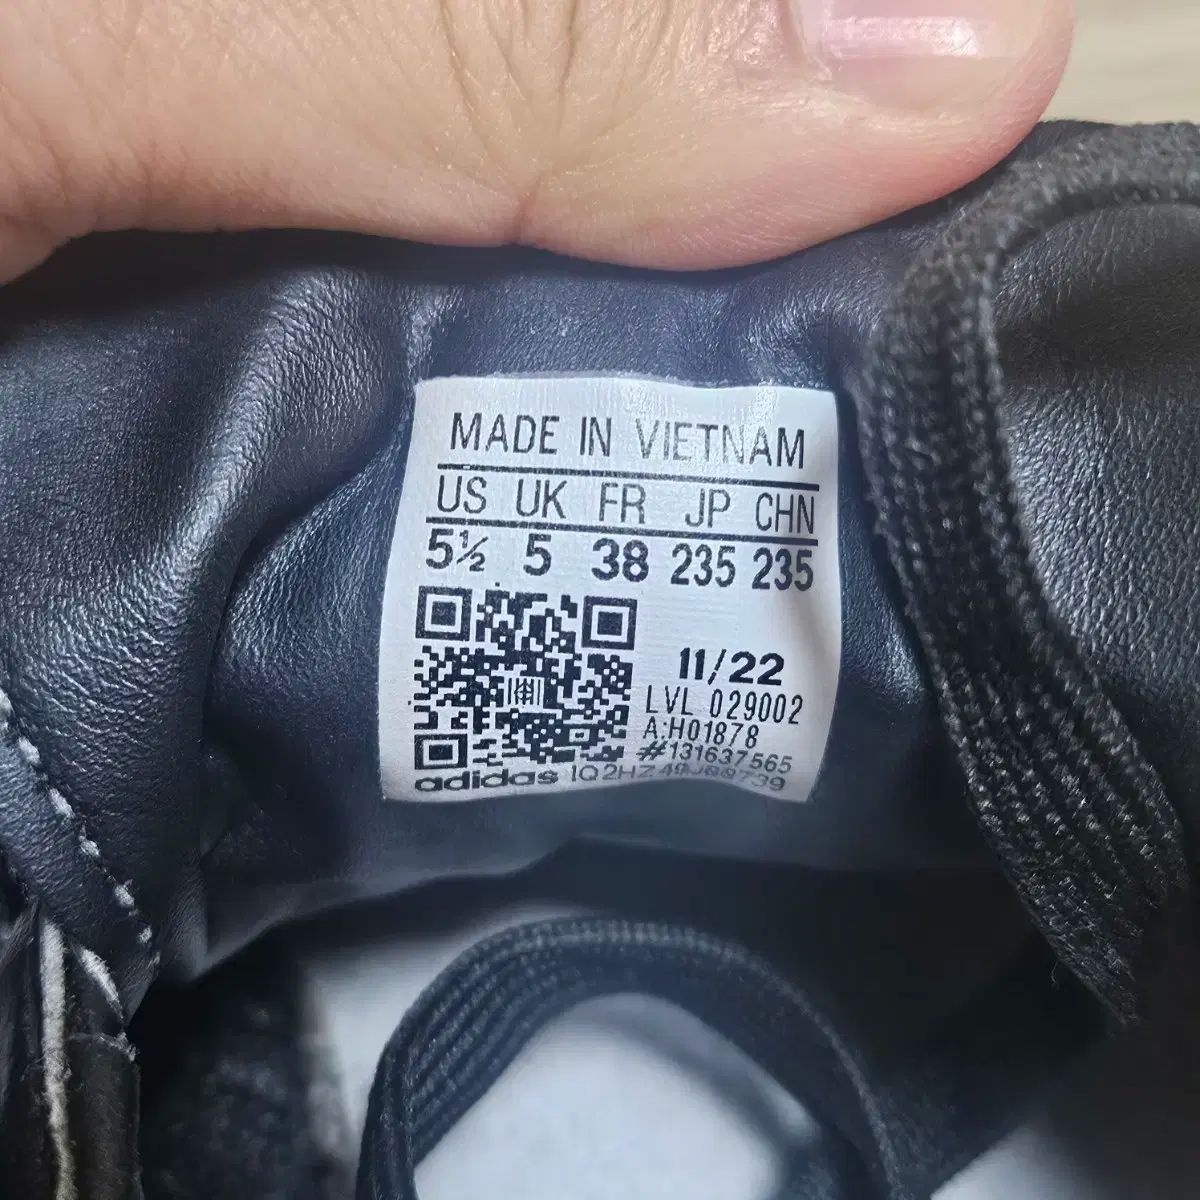 MADE IN VIETNAM
US UK FR JP CHN
5½ 5 38 235 235
11/22
LVL 029002
A:H01878
#131637565
adidas